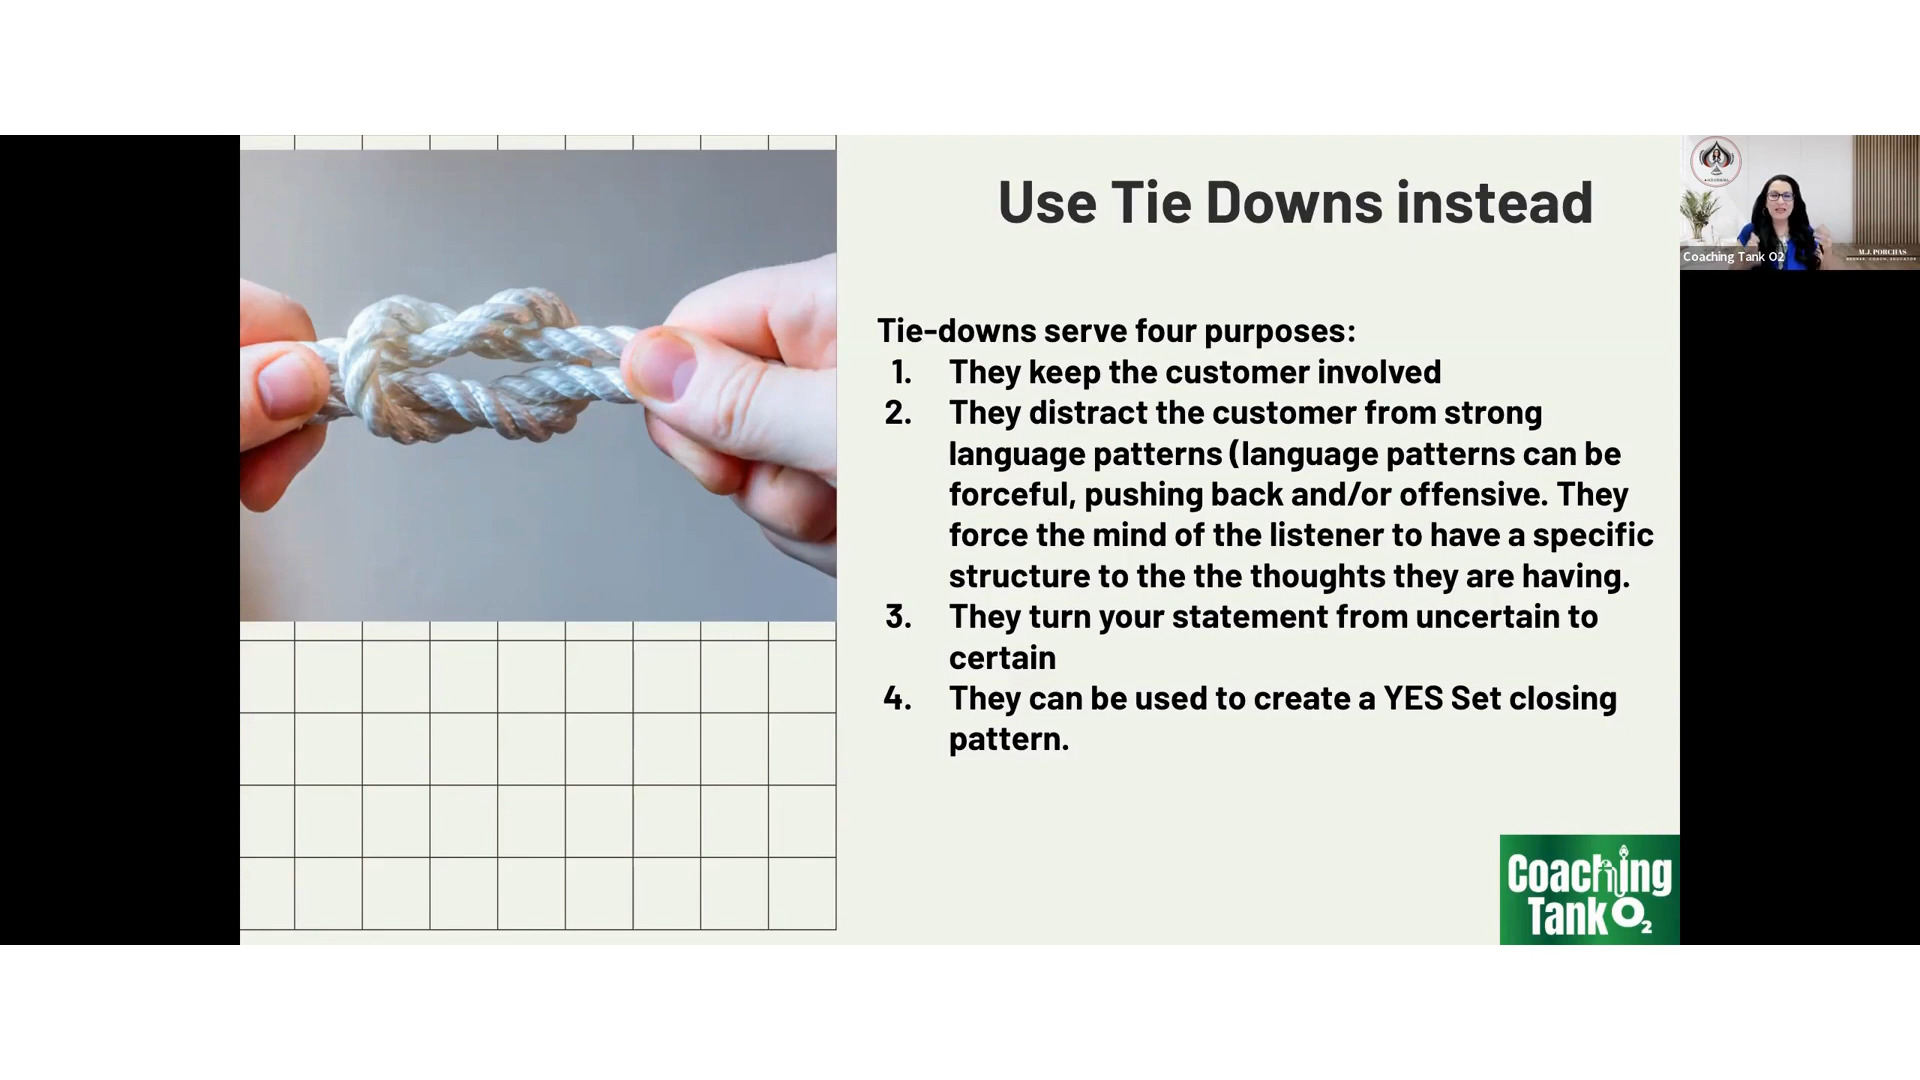 Use Tie Downs instead
Coaching Tank O2
M.J. PORCHAS
Tie-downs serve four purposes:
1. They keep the customer involved
2. They distract the customer from strong
language patterns (language patterns can be
forceful, pushing back and/or offensive. They
force the mind of the listener to have a specific
structure to the the thoughts they are having.
3. They turn your statement from uncertain to
certain
4. They can be used to create a YES Set closing
pattern.
Coaching
Tank O2